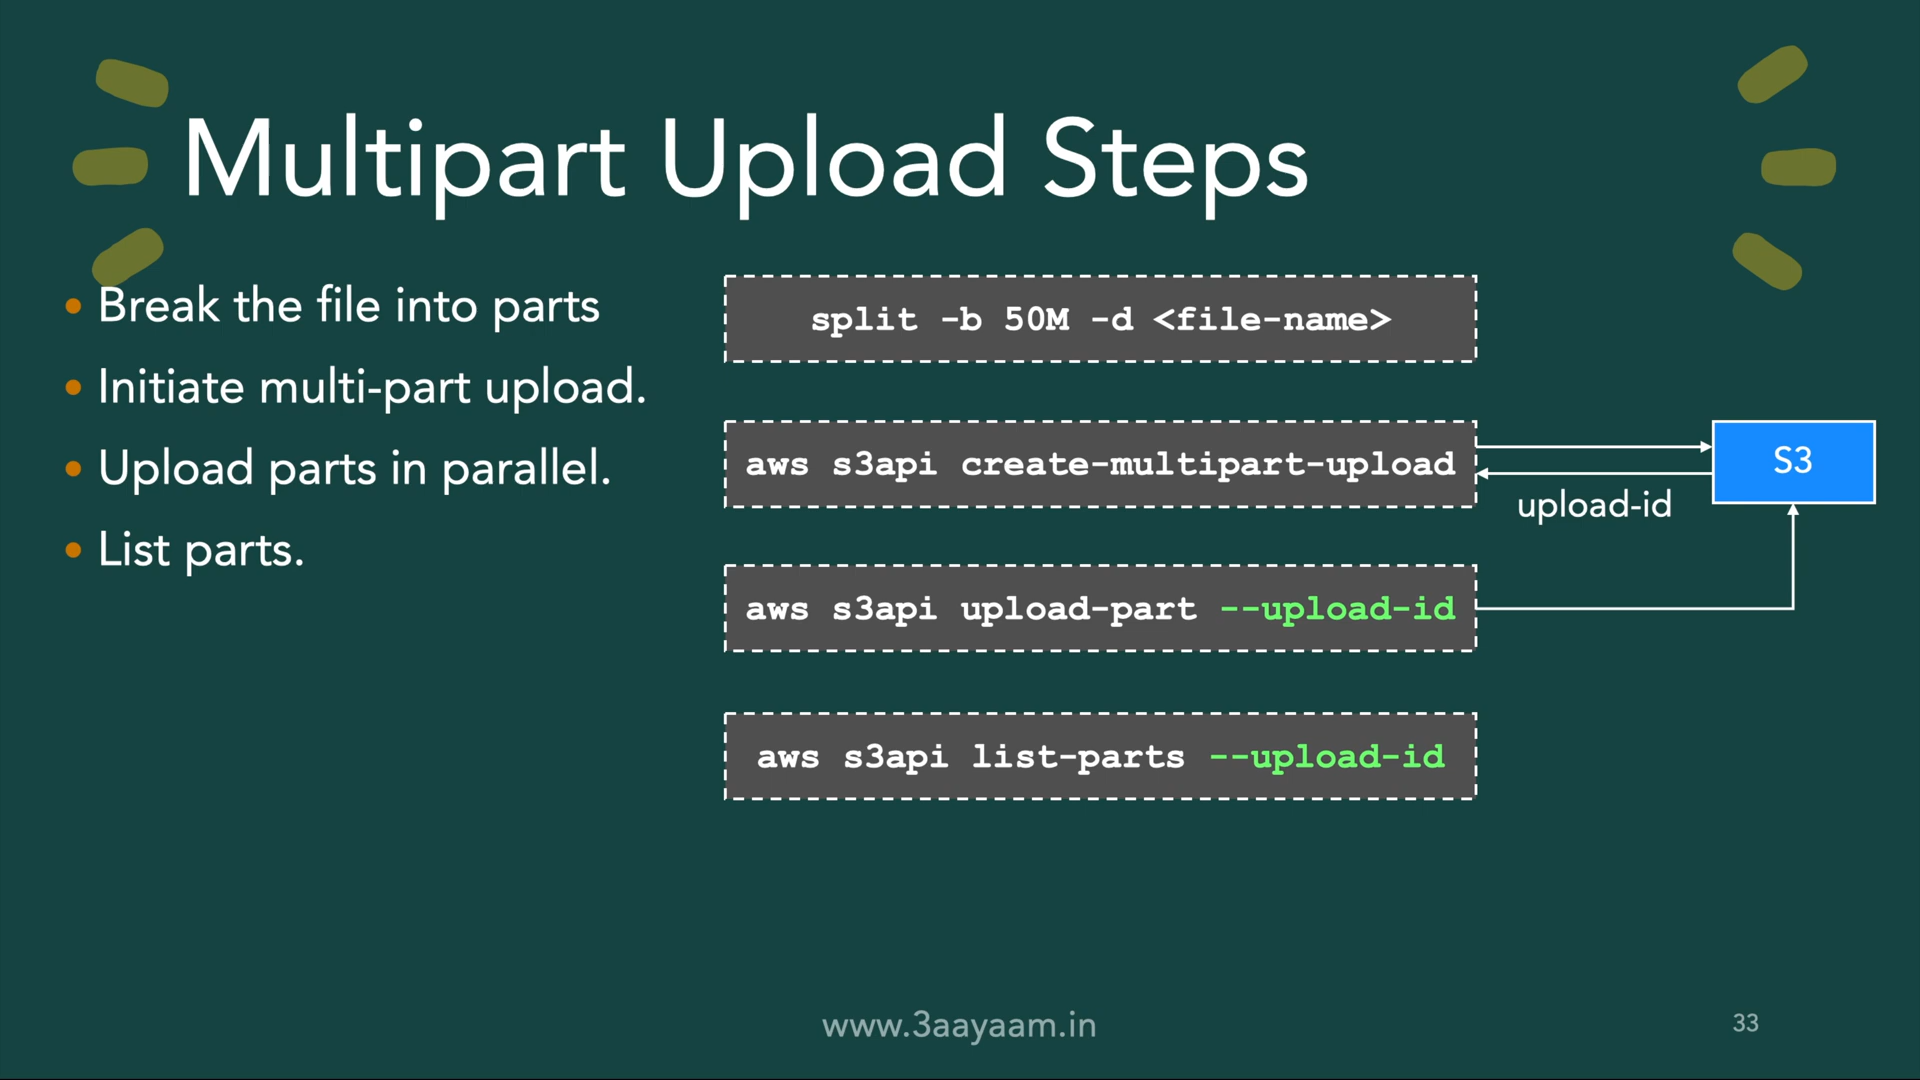 Multipart Upload Steps
• Break the file into parts
• Initiate multi-part upload.
• Upload parts in parallel.
• List parts.
split -b 50M -d <file-name>
aws s3api create-multipart-upload
S3
upload-id
aws s3api upload-part --upload-id
aws s3api list-parts --upload-id
www.3aayaam.in
33